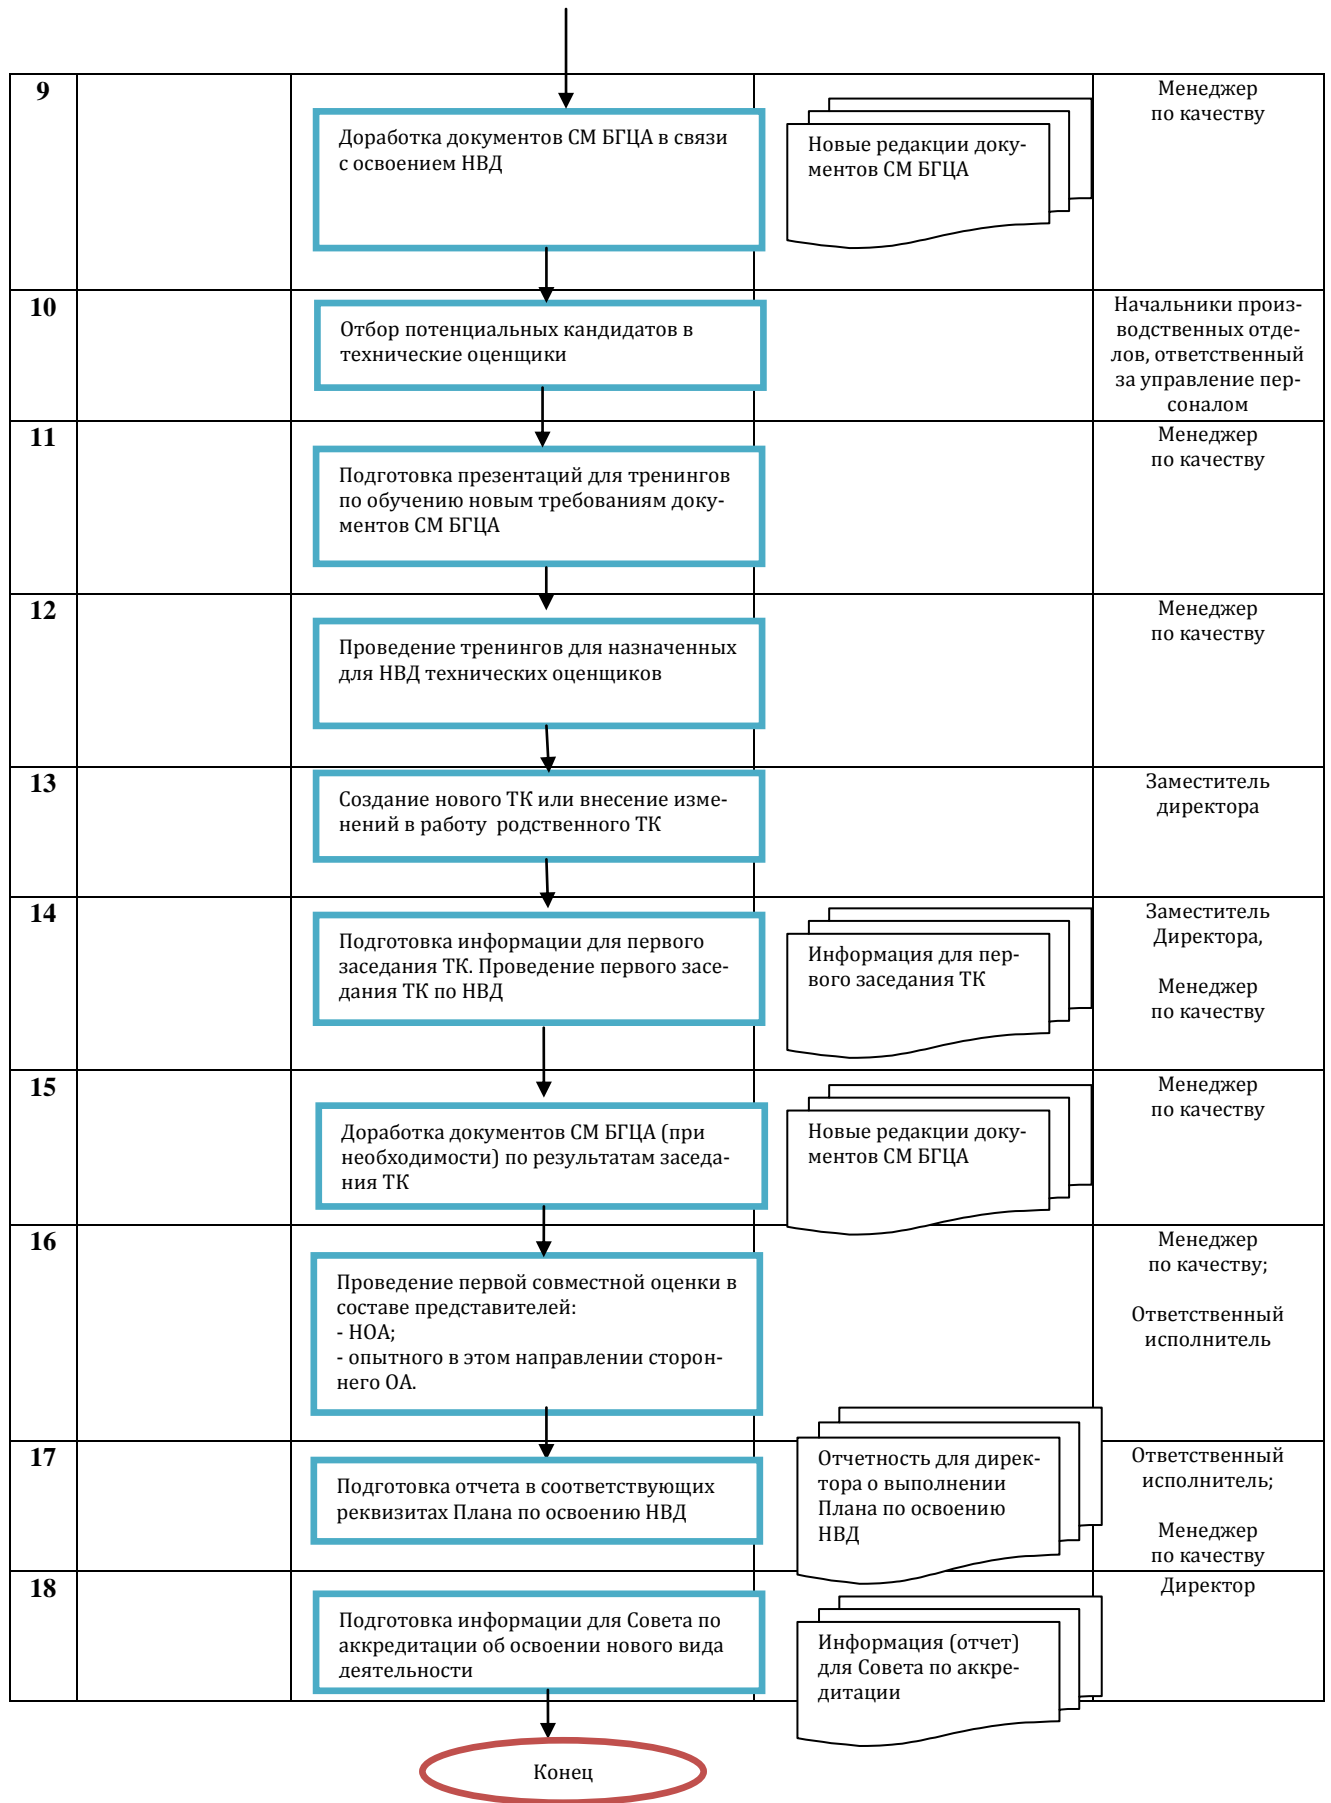 9
Доработка документов СМ БГЦА в связи
с освоением НВД
Новые редакции доку-
ментов СМ БГЦА
Менеджер
по качеству
10
Отбор потенциальных кандидатов в
технические оценщики
Начальники произ-
водственных отде-
лов, ответственный
за управление пер-
соналом
11
Подготовка презентаций для тренингов
по обучению новым требованиям доку-
ментов СМ БГЦА
Менеджер
по качеству
12
Проведение тренингов для назначенных
для НВД технических оценщиков
Менеджер
по качеству
13
Создание нового ТК или внесение изме-
нений в работу родственного ТК
Заместитель
директора
14
Подготовка информации для первого
заседания ТК. Проведение первого засе-
дания ТК по НВД
Информация для пер-
вого заседания ТК
Заместитель
Директора,
Менеджер
по качеству
15
Доработка документов СМ БГЦА (при
необходимости) по результатам заседа-
ния ТК
Новые редакции доку-
ментов СМ БГЦА
Менеджер
по качеству
16
Проведение первой совместной оценки в
составе представителей:
- НОА;
- опытного в этом направлении сторон-
него ОА.
Менеджер
по качеству;
Ответственный
исполнитель
17
Подготовка отчета в соответствующих
реквизитах Плана по освоению НВД
Отчетность для дирек-
тора о выполнении
Плана по освоению
НВД
Ответственный
исполнитель;
Менеджер
по качеству
18
Подготовка информации для Совета по
аккредитации об освоении нового вида
деятельности
Информация (отчет)
для Совета по аккре-
дитации
Директор
Конец